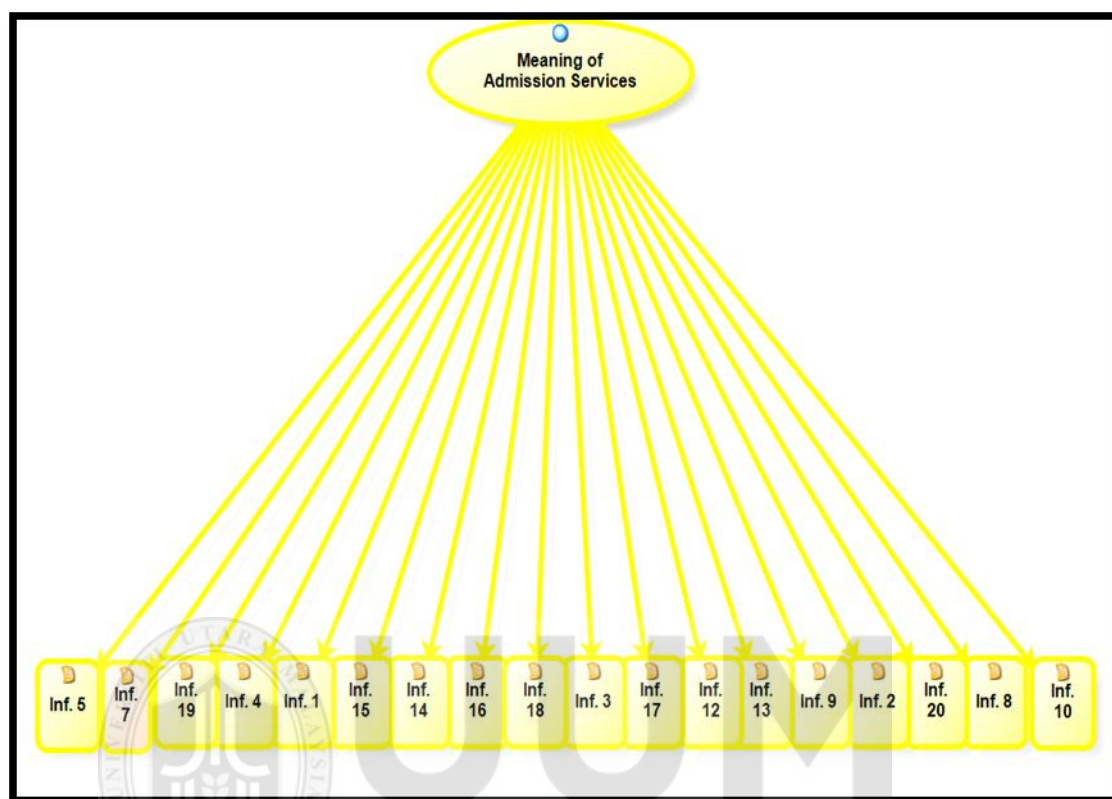 Meaning of
Admission Services
Inf. 5
Inf.
7
Inf.
19
Inf. 4
Inf. 1
Inf.
15
Inf.
14
Inf.
16
Inf.
18
Inf. 3
Inf.
17
Inf.
12
Inf.
13
Inf. 9
Inf. 2
Inf.
20
Inf. 8
Inf.
10
UUM